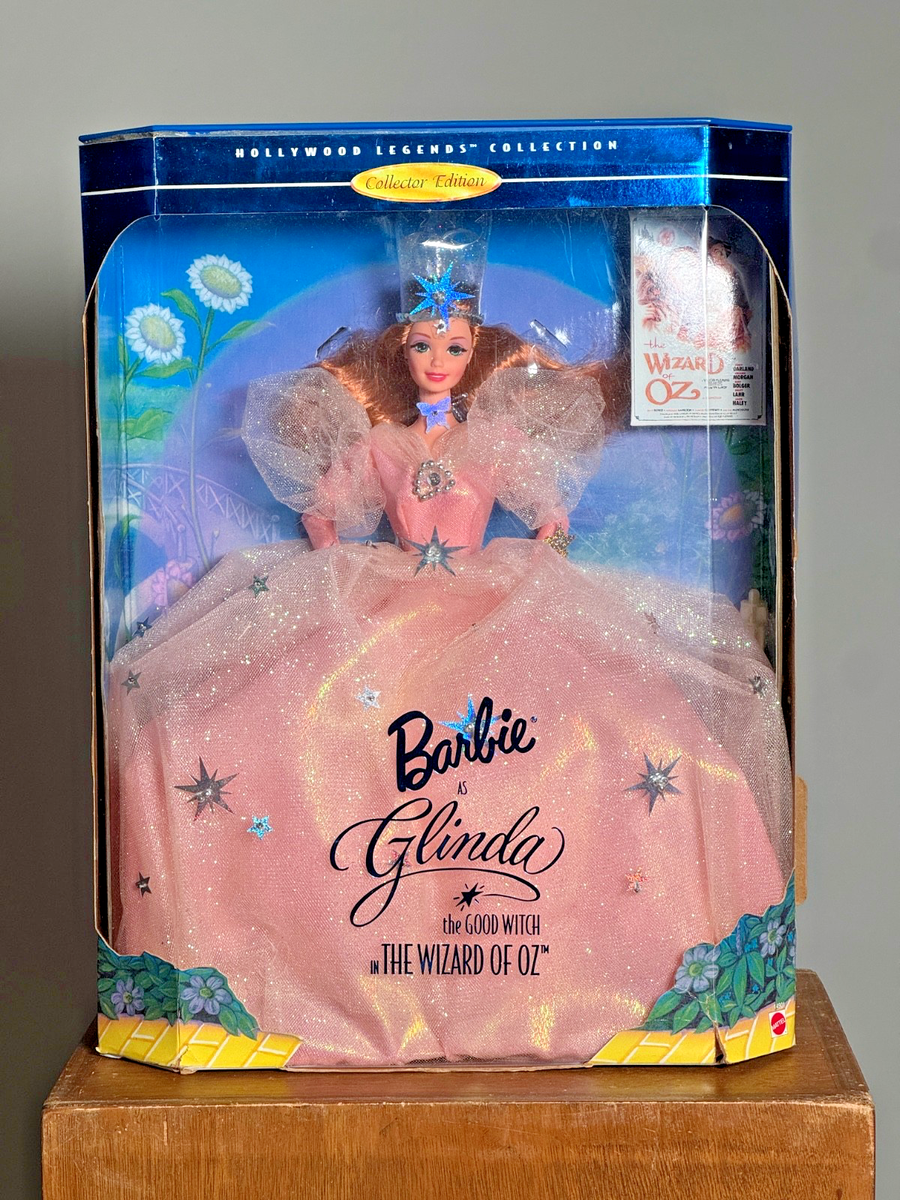 HOLLYWOOD LEGENDS™ COLLECTION
Collector Edition
the
WIZARD
OF
OZ
GARLAND
MORGAN
BOLGER
LAHR
HALEY
Barbie®
AS
Glinda
the GOOD WITCH
IN THE WIZARD OF OZ™
MATTEL